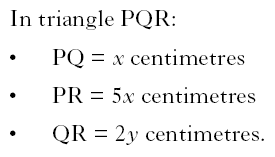 In triangle PQR:
• PQ = x centimetres
• PR = 5x centimetres
• QR = 2y centimetres.